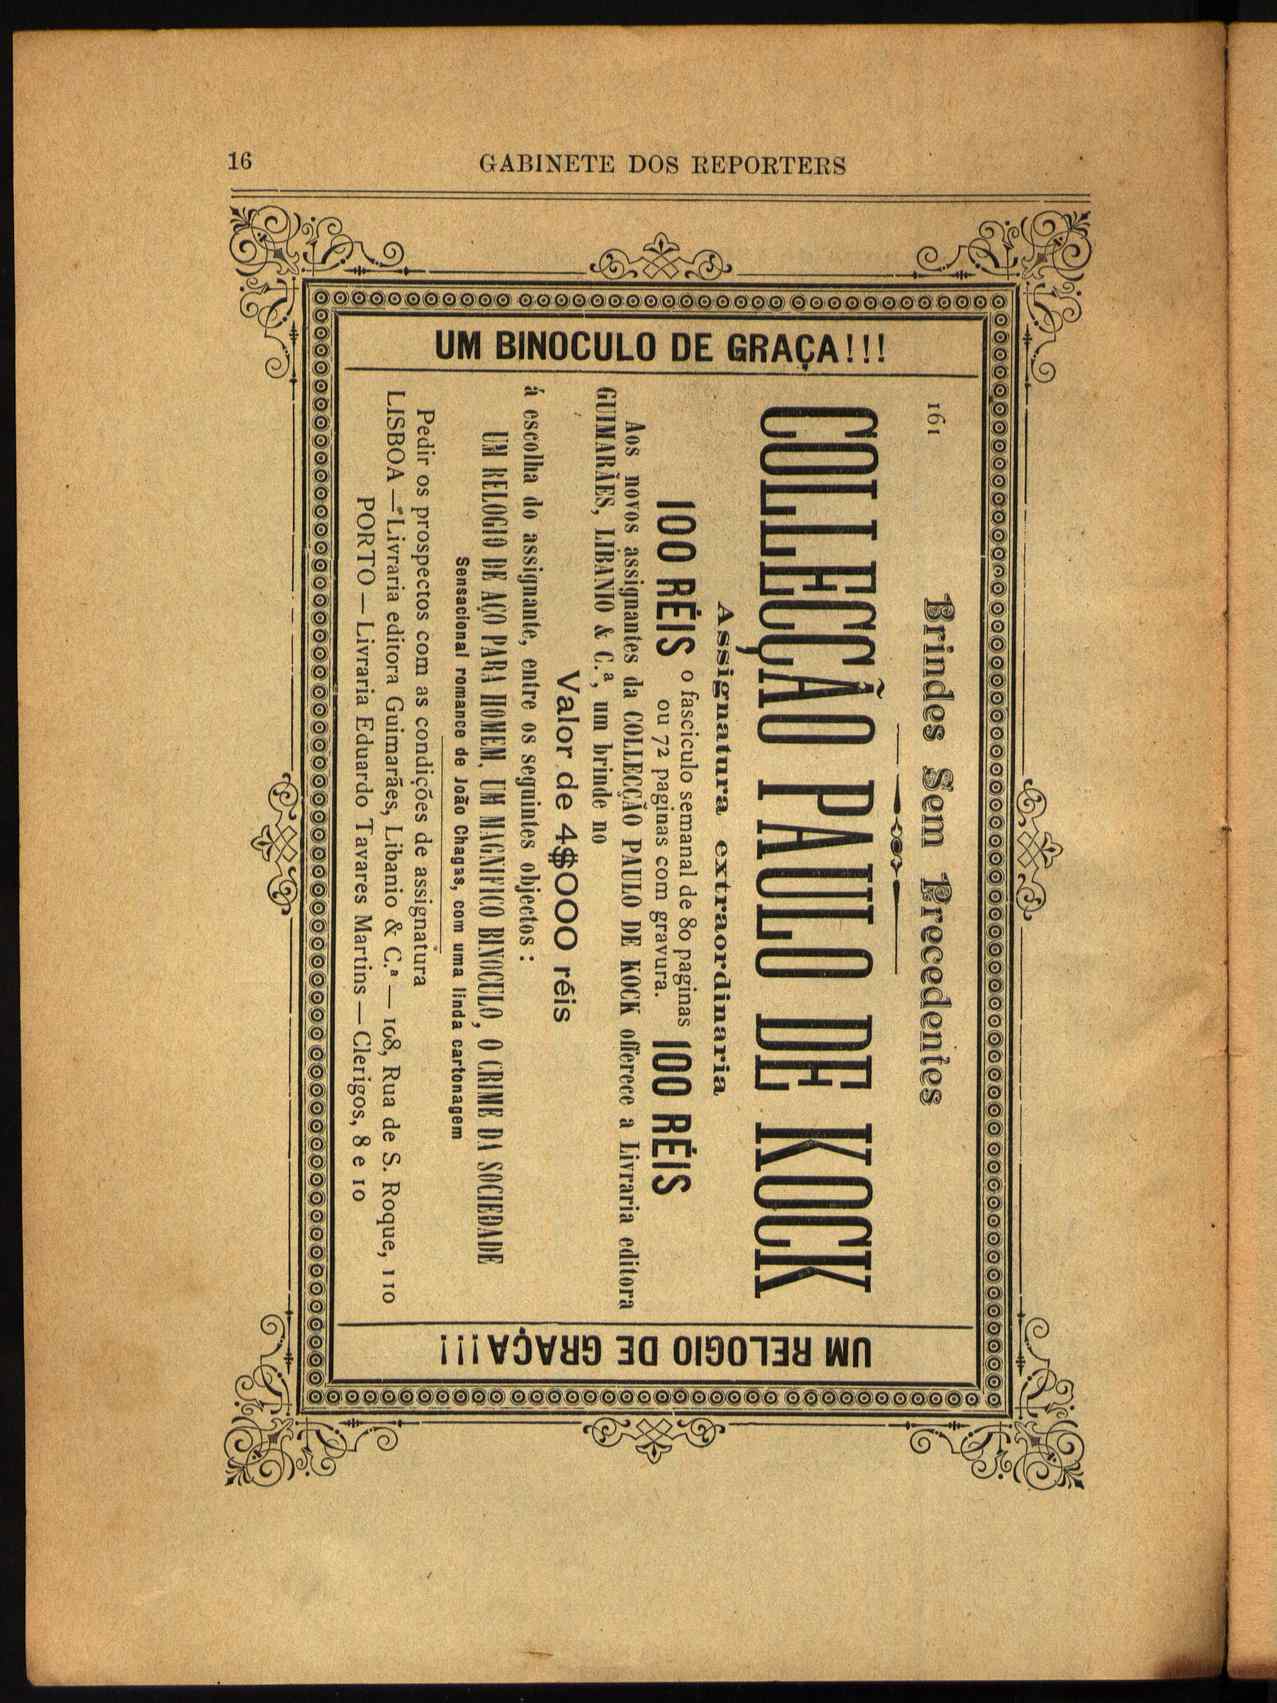 16
GABINETE DOS REPORTERS
UM BINOCULO DE GRAÇA!!!
161
Brindes Sem Precedentes
COLLECÇÃO PAULO DE KOCK
Assignatura extraordinaria
100 RÉIS o fasciculo semanal de 80 paginas
ou 72 paginas com gravura. 100 RÉIS
Aos novos assignantes da COLLECÇÃO PAULO DE KOCK offerece a Livraria editora
GUIMARÃES, LIBANIO & C.ª, um brinde no
Valor de 4$000 réis
á escolha do assignante, entre os seguintes objectos:
UM RELOGIO DE AÇO PARA HOMEM, UM MAGNIFICO BINOCULO, O CRIME DA SOCIEDADE
Sensacional romance de João Chagas, com uma linda cartonagem
Pedir os prospectos com as condições de assignatura
LISBOA — Livraria editora Guimarães, Libanio & C.ª — 108, Rua de S. Roque, 110
PORTO — Livraria Eduardo Tavares Martins — Clerigos, 8 e 10
UM RELOGIO DE GRAÇA!!!